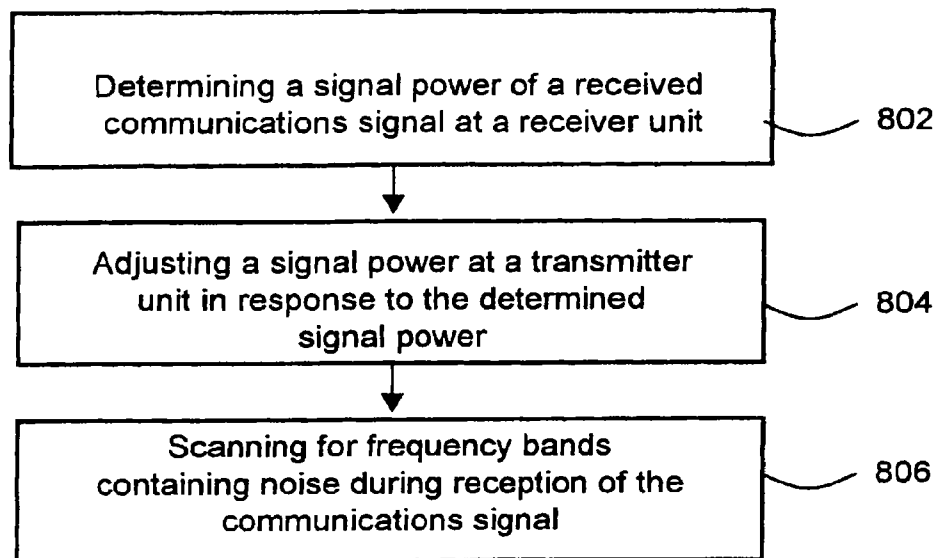 Determining a signal power of a received
communications signal at a receiver unit
802
Adjusting a signal power at a transmitter
unit in response to the determined
signal power
804
Scanning for frequency bands
containing noise during reception of the
communications signal
806